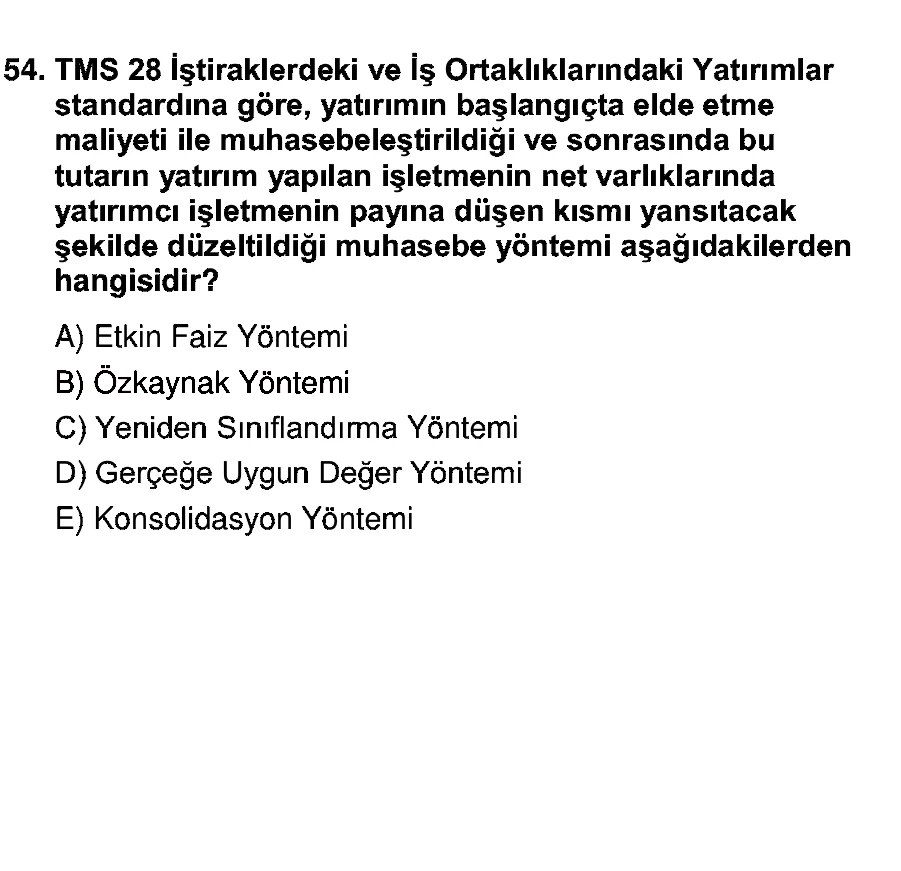 54. TMS 28 İştiraklerdeki ve İş Ortaklıklarındaki Yatırımlar
standardına göre, yatırımın başlangıçta elde etme
maliyeti ile muhasebeleştirildiği ve sonrasında bu
tutarın yatırım yapılan işletmenin net varlıklarında
yatırımcı işletmenin payına düşen kısmı yansıtacak
şekilde düzeltildiği muhasebe yöntemi aşağıdakilerden
hangisidir?
A) Etkin Faiz Yöntemi
B) Özkaynak Yöntemi
C) Yeniden Sınıflandırma Yöntemi
D) Gerçeğe Uygun Değer Yöntemi
E) Konsolidasyon Yöntemi